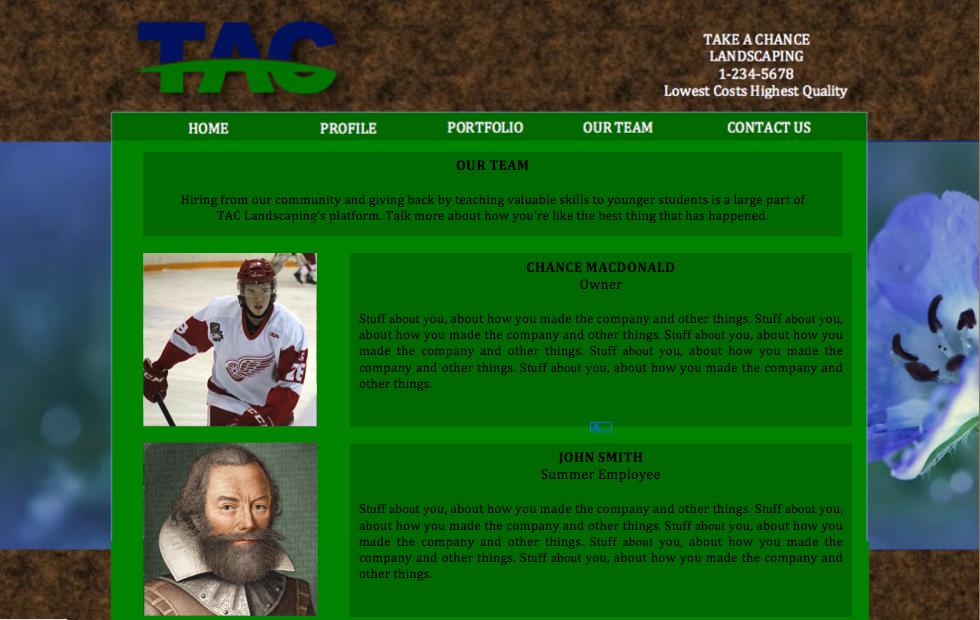 TAC
TAKE A CHANCE
LANDSCAPING
1-234-5678
Lowest Costs Highest Quality
HOME PROFILE PORTFOLIO OUR TEAM CONTACT US
OUR TEAM
Hiring from our community and giving back by teaching valuable skills to younger students is a large part of
TAC Landscaping's platform. Talk more about how you're like the best thing that has happened.
CHANCE MACDONALD
Owner
Stuff about you, about how you made the company and other things. Stuff about you,
about how you made the company and other things. Stuff about you, about how you
made the company and other things. Stuff about you, about how you made the
company and other things. Stuff about you, about how you made the company and
other things.
A...
JOHN SMITH
Summer Employee
Stuff about you, about how you made the company and other things. Stuff about you,
about how you made the company and other things. Stuff about you, about how you
made the company and other things. Stuff about you, about how you made the
company and other things. Stuff about you, about how you made the company and
other things.